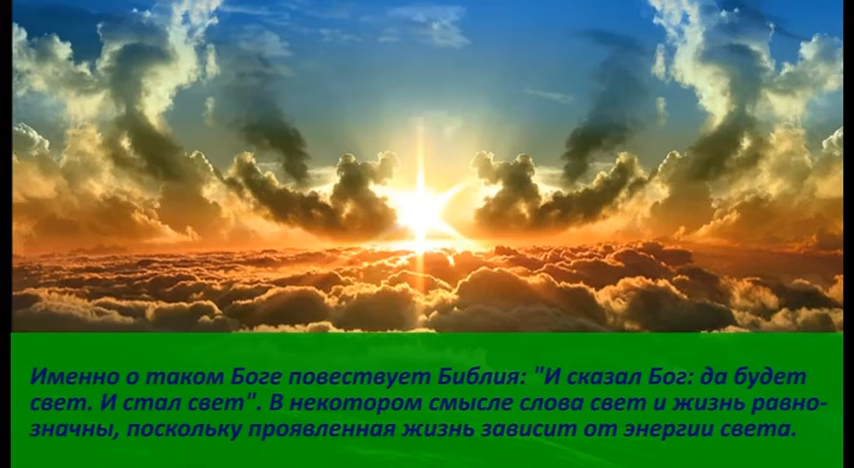 Именно о таком Боге повествует Библия: "И сказал Бог: да будет
свет. И стал свет". В некотором смысле слова свет и жизнь равно-
значны, поскольку проявленная жизнь зависит от энергии света.